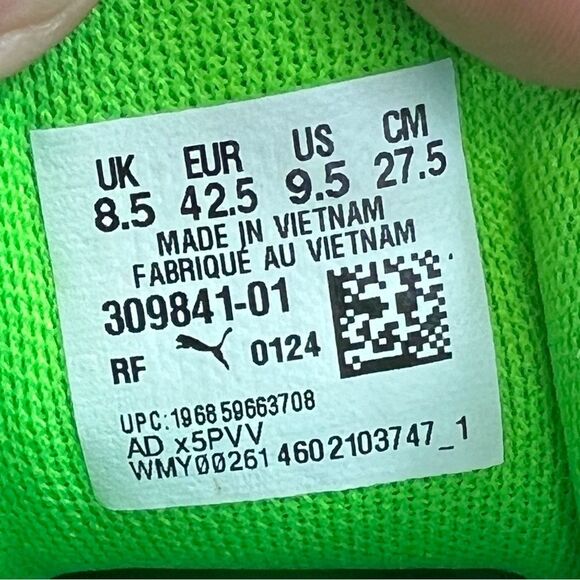 UK EUR US CM
8.5 42.5 9.5 27.5
MADE IN VIETNAM
FABRIQUÉ AU VIETNAM
309841-01
RF 0124
UPC:196859663708
AD x5PVV
WMY00261 4602103747_1